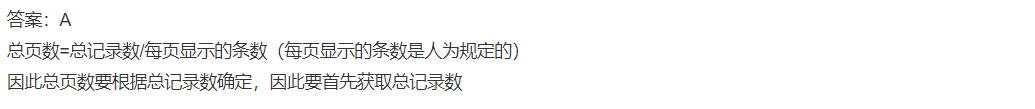 答案：A
总页数=总记录数/每页显示的条数（每页显示的条数是人为规定的）
因此总页数要根据总记录数确定，因此要首先获取总记录数